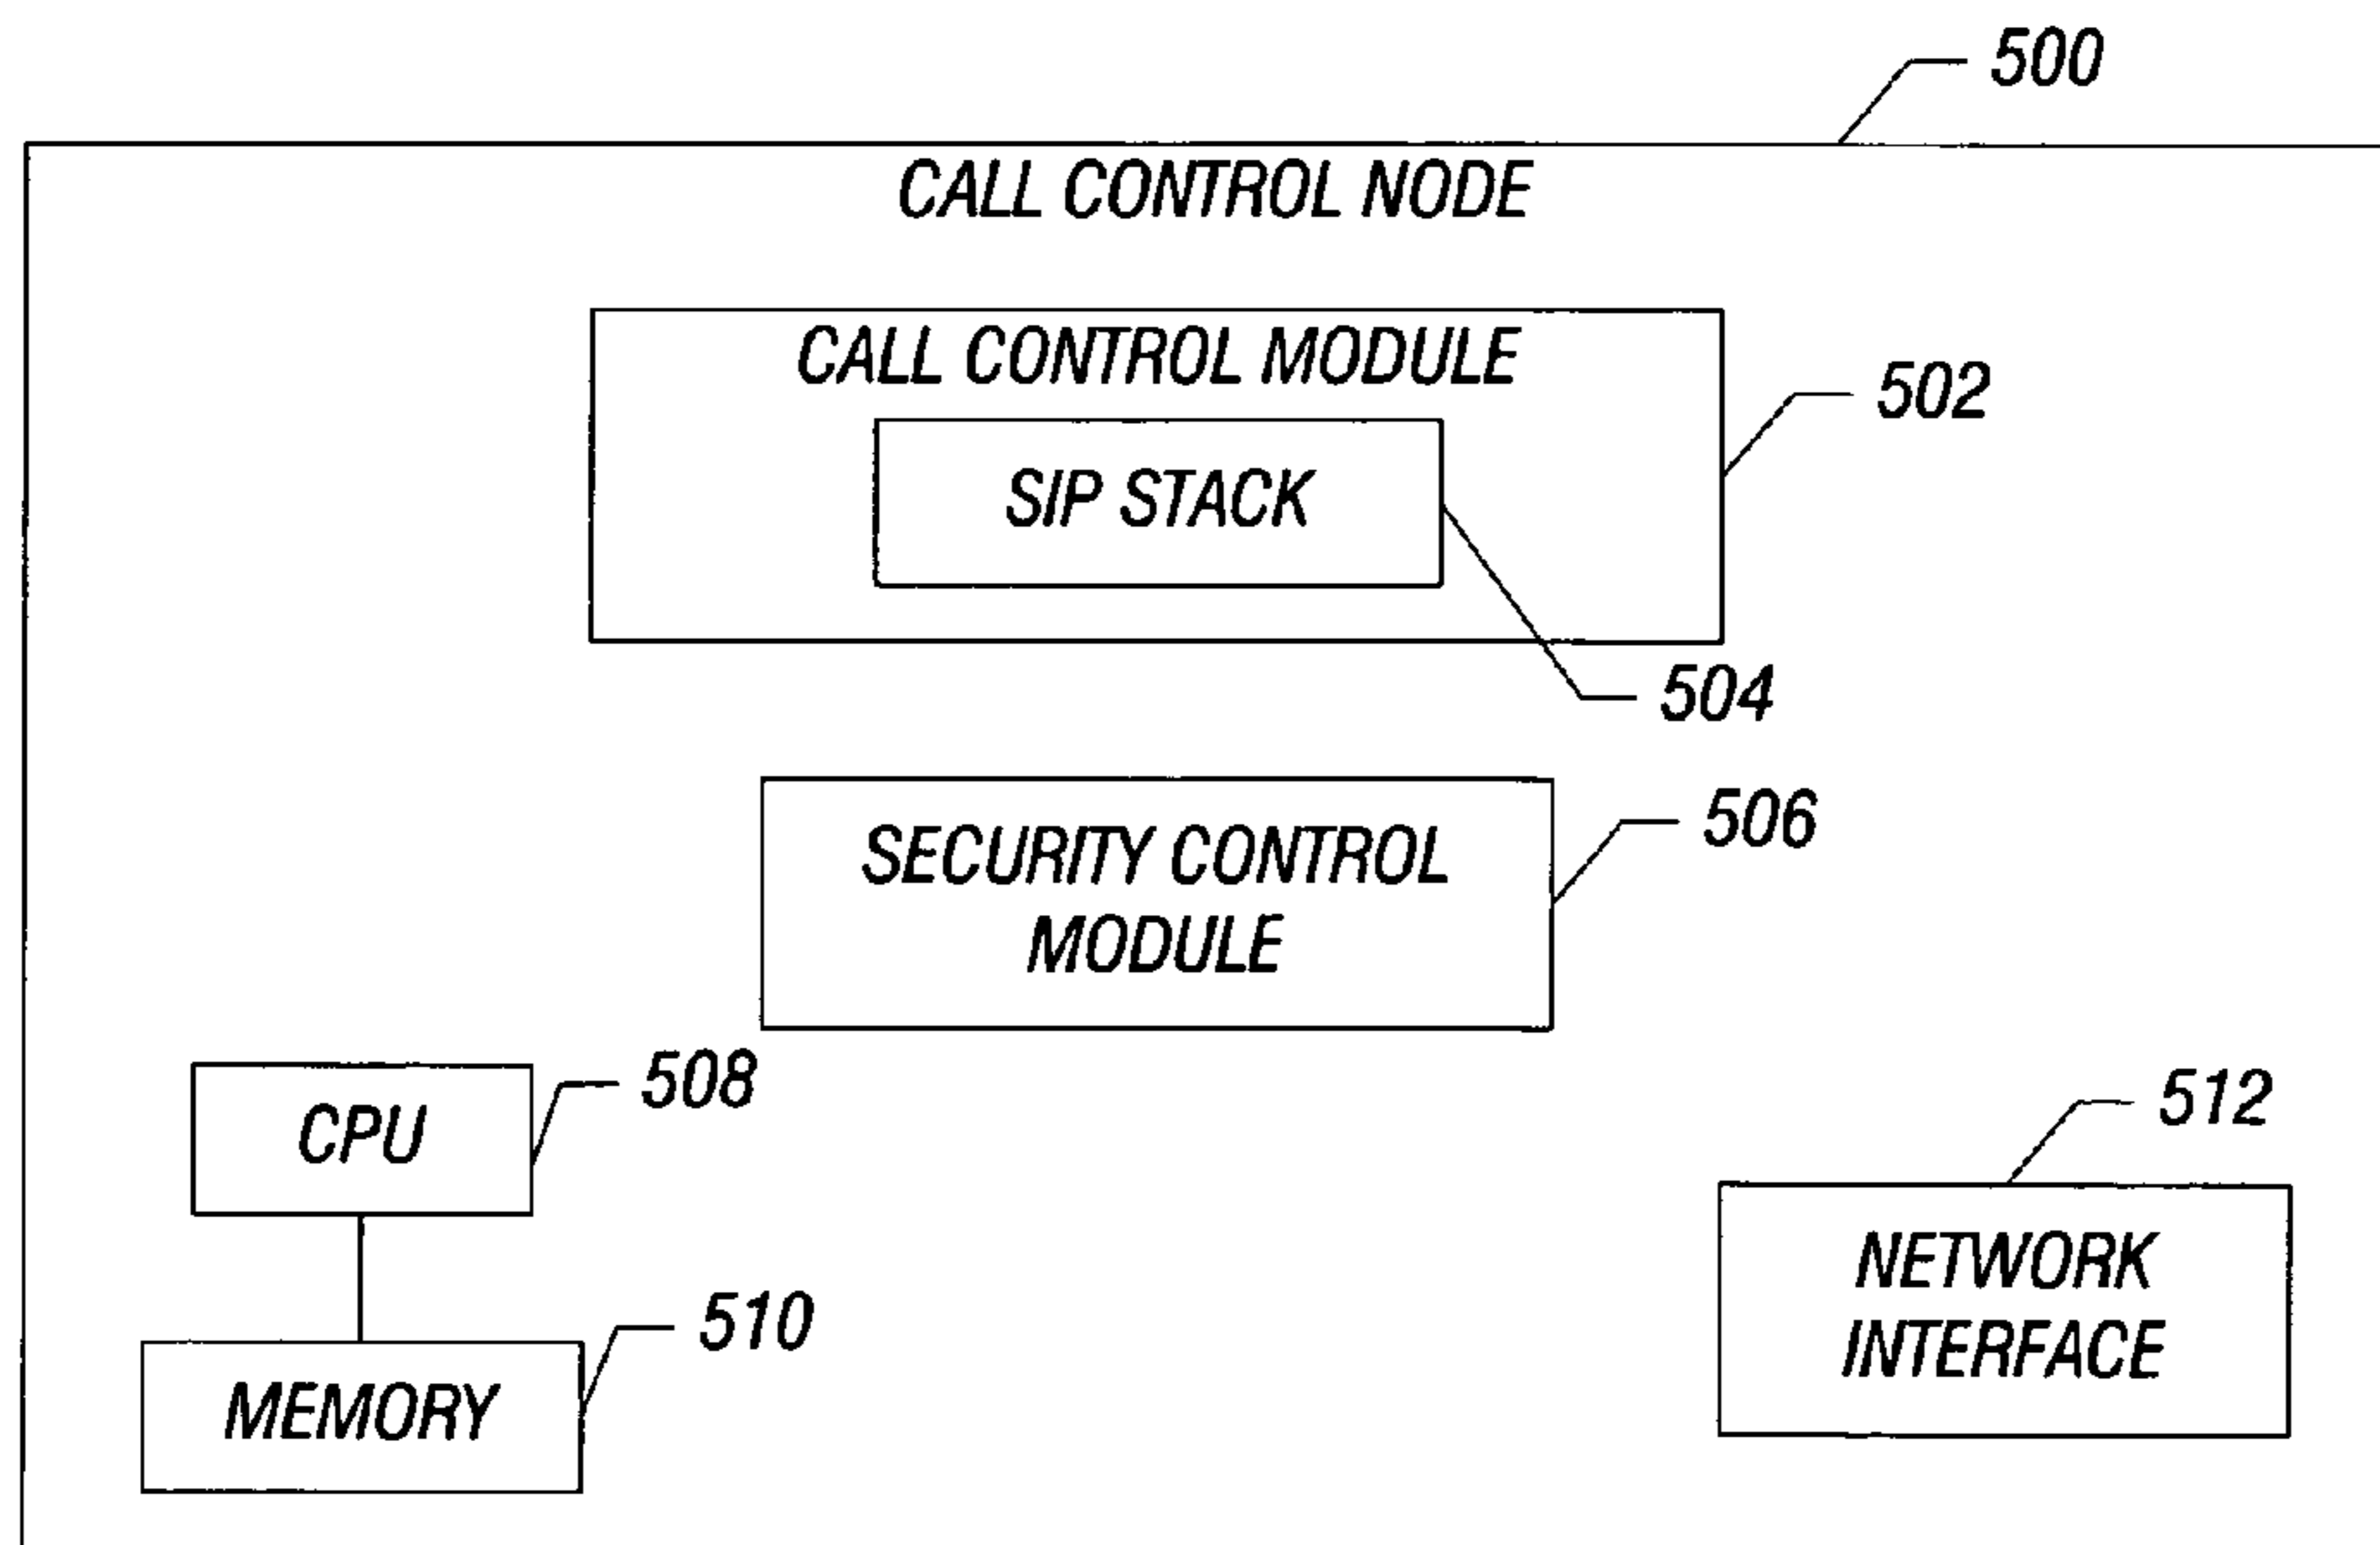 500
CALL CONTROL NODE
CALL CONTROL MODULE
502
SIP STACK
504
SECURITY CONTROL
MODULE
506
CPU
508
512
NETWORK
INTERFACE
510
MEMORY